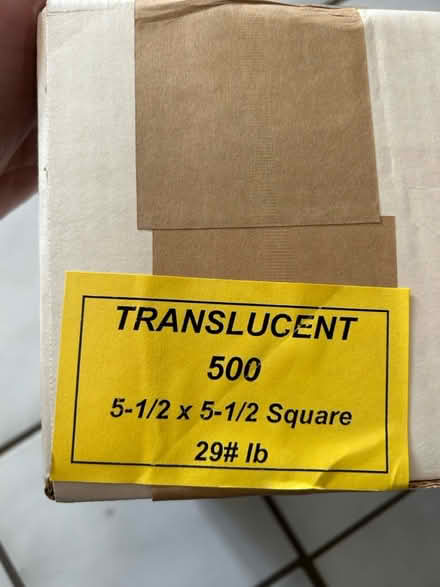 TRANSLUCENT
500
5-1/2 x 5-1/2 Square
29# lb